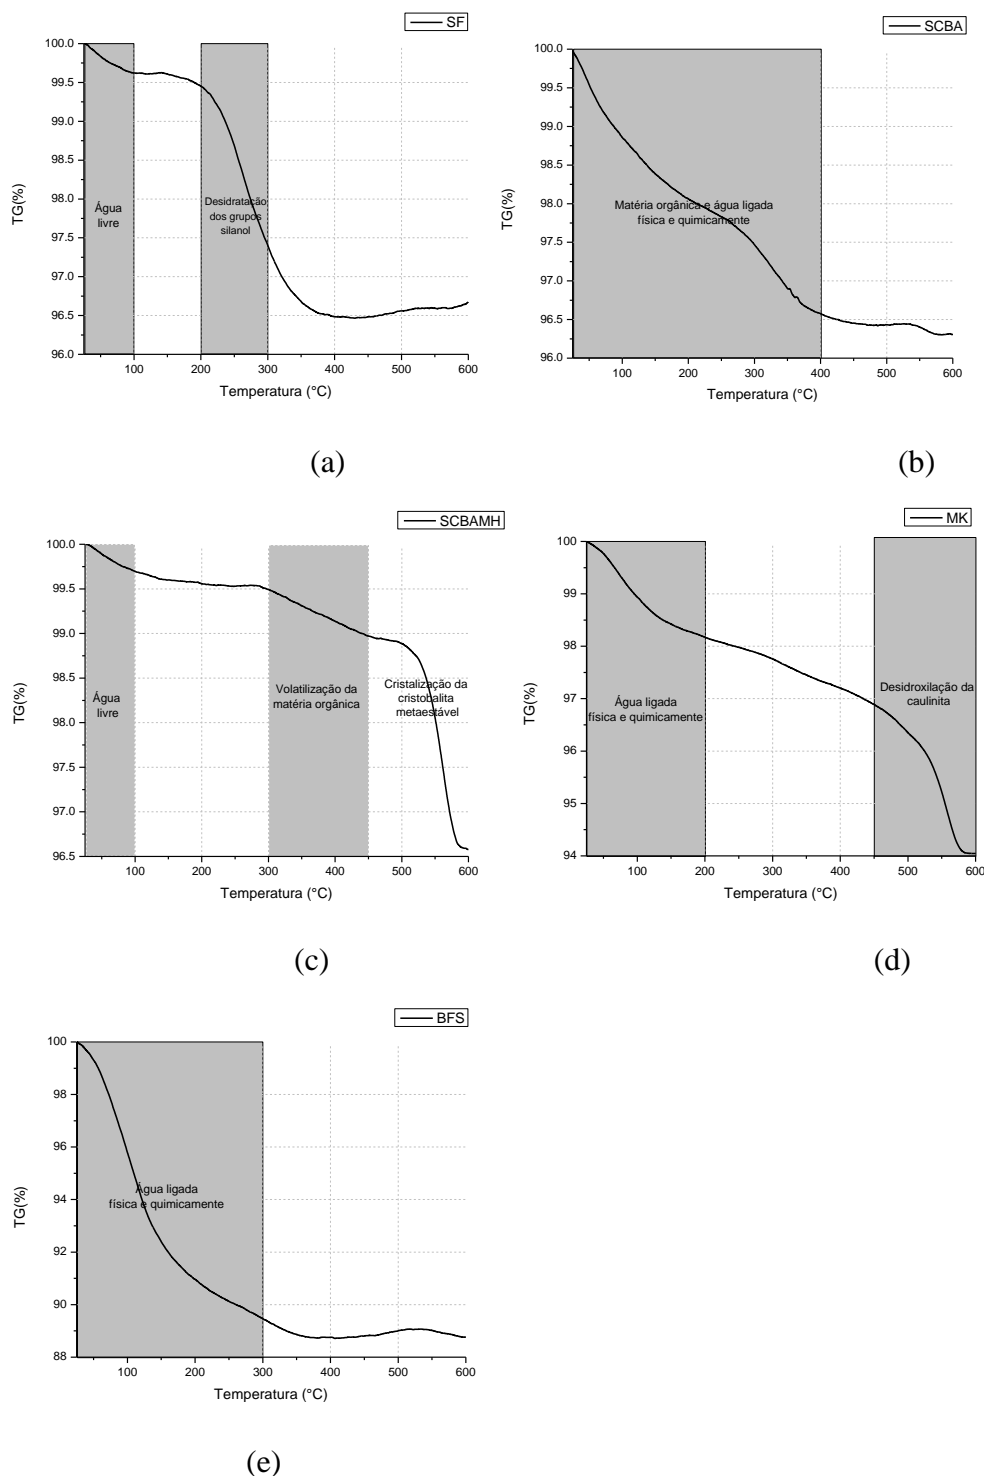 SF
100.0
99.5
99.0
98.5
98.0
97.5
97.0
96.5
96.0
TG(%)
Água
livre
Desidratação
dos grupos
silanol
100 200 300 400 500 600
Temperatura (°C)
(a)
SCBA
100.0
99.5
99.0
98.5
98.0
97.5
97.0
96.5
96.0
TG(%)
Matéria orgânica e água ligada
física e quimicamente
100 200 300 400 500 600
Temperatura (°C)
(b)
SCBAMH
100.0
99.5
99.0
98.5
98.0
97.5
97.0
96.5
TG(%)
Água
livre
Volatilização da
matéria orgânica
Cristalização da
cristobalita
metaestável
100 200 300 400 500 600
Temperatura (°C)
(c)
MK
100
99
98
97
96
95
94
TG(%)
Água ligada
física e quimicamente
Desidroxilação da
caulinita
100 200 300 400 500 600
Temperatura (°C)
(d)
BFS
100
98
96
94
92
90
88
TG(%)
Água ligada
física e quimicamente
100 200 300 400 500 600
Temperatura (°C)
(e)